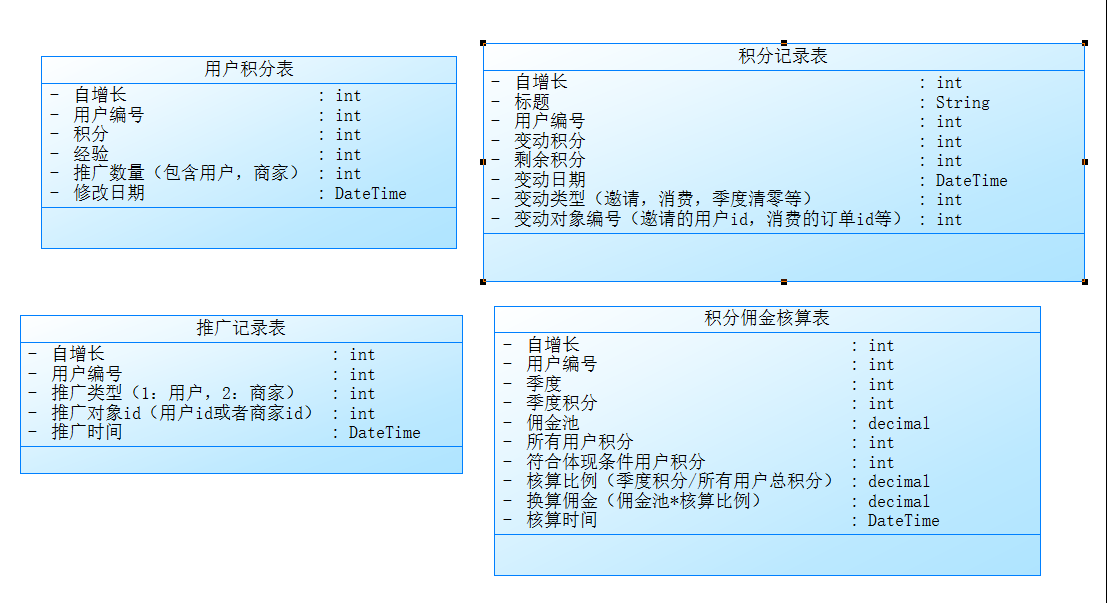 用户积分表
- 自增长 : int
- 用户编号 : int
- 积分 : int
- 经验 : int
- 推广数量（包含用户，商家） : int
- 修改日期 : DateTime
积分记录表
- 自增长 : int
- 标题 : String
- 用户编号 : int
- 变动积分 : int
- 剩余积分 : int
- 变动日期 : DateTime
- 变动类型（邀请，消费，季度清零等） : int
- 变动对象编号（邀请的用户id，消费的订单id等） : int
推广记录表
- 自增长 : int
- 用户编号 : int
- 推广类型（1：用户，2：商家） : int
- 推广对象id（用户id或者商家id） : int
- 推广时间 : DateTime
积分佣金核算表
- 自增长 : int
- 用户编号 : int
- 季度 : int
- 季度积分 : int
- 佣金池 : decimal
- 所有用户积分 : int
- 符合体现条件用户积分 : int
- 核算比例（季度积分/所有用户总积分） : decimal
- 换算佣金（佣金池*核算比例） : decimal
- 核算时间 : DateTime